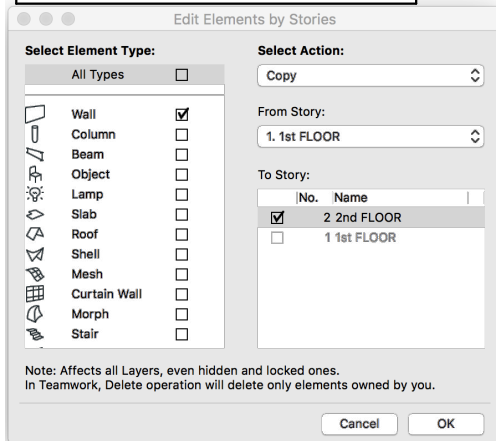 Edit Elements by Stories
Select Element Type:
All Types
Wall
Column
Beam
Object
Lamp
Slab
Roof
Shell
Mesh
Curtain Wall
Morph
Stair
Select Action:
Copy
From Story:
1. 1st FLOOR
To Story:
No. Name
2 2nd FLOOR
1 1st FLOOR
Note: Affects all Layers, even hidden and locked ones.
In Teamwork, Delete operation will delete only elements owned by you.
Cancel OK